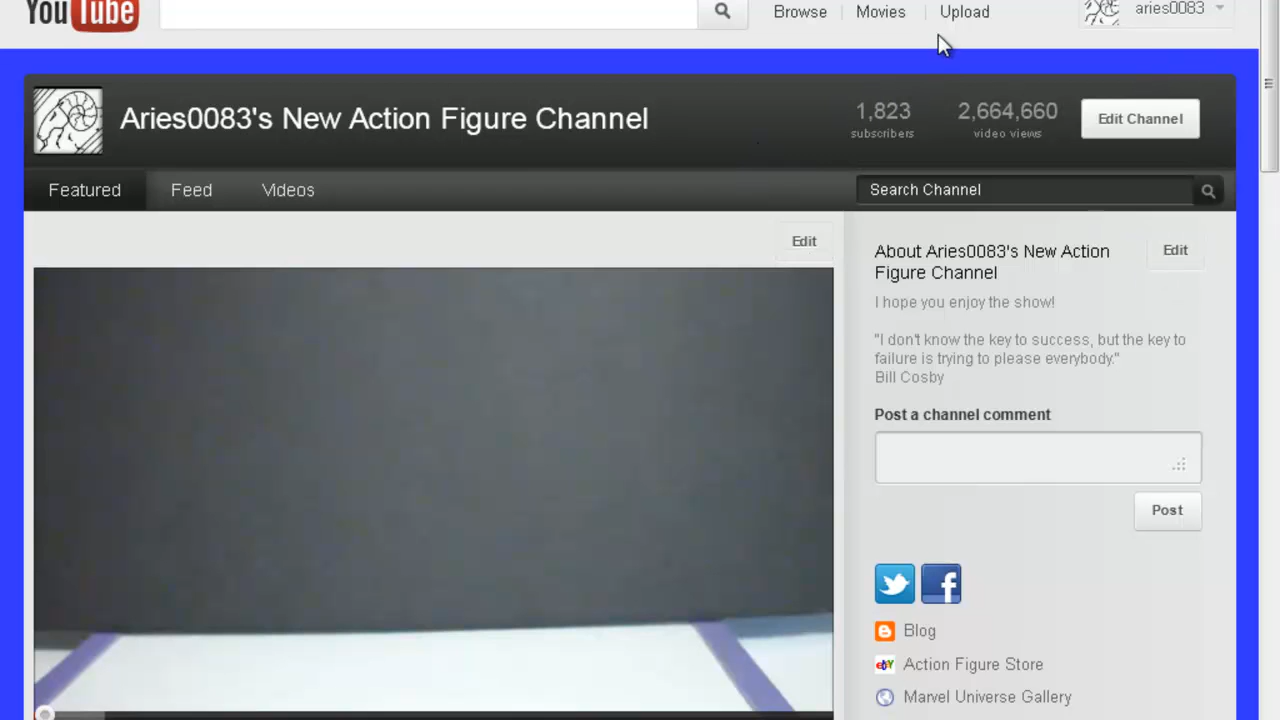 YouTube
Browse
Movies
Upload
aries0083
Aries0083's New Action Figure Channel
1,823
subscribers
2,664,660
video views
Edit Channel
Featured
Feed
Videos
Search Channel
Edit
About Aries0083's New Action
Figure Channel
Edit
I hope you enjoy the show!
"I don't know the key to success, but the key to
failure is trying to please everybody."
Bill Cosby
Post a channel comment
Post
Blog
Action Figure Store
Marvel Universe Gallery